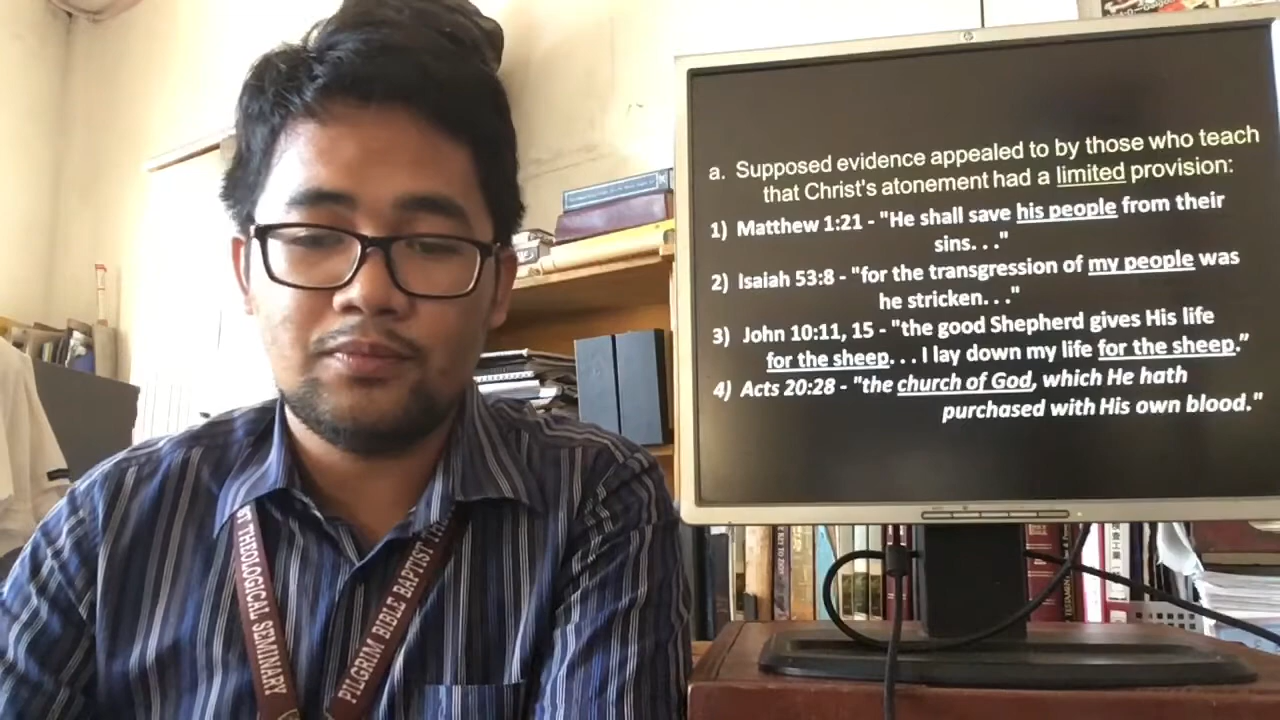 a. Supposed evidence appealed to by those who teach
that Christ's atonement had a limited provision:
1) Matthew 1:21 - "He shall save his people from their
sins. . ."
2) Isaiah 53:8 - "for the transgression of my people was
he stricken. . ."
3) John 10:11, 15 - "the good Shepherd gives His life
for the sheep. . . I lay down my life for the sheep.”
4) Acts 20:28 - "the church of God, which He hath
purchased with His own blood."
ST THEOLOGICAL SEMINARY
PILGRIM BIBLE BAPTIST